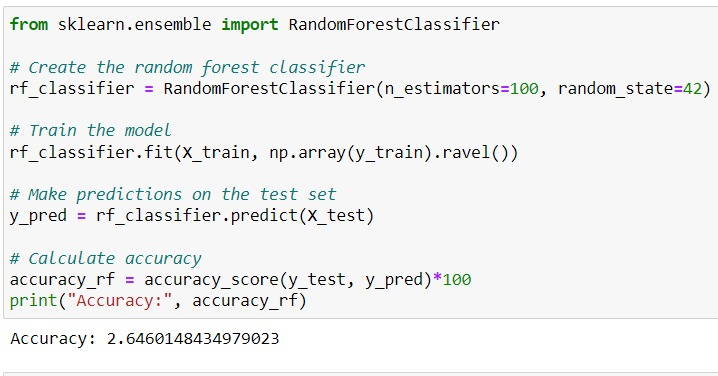 from sklearn.ensemble import RandomForestClassifier
# Create the random forest classifier
rf_classifier = RandomForestClassifier(n_estimators=100, random_state=42)
# Train the model
rf_classifier.fit(X_train, np.array(y_train).ravel())
# Make predictions on the test set
y_pred = rf_classifier.predict(X_test)
# Calculate accuracy
accuracy_rf = accuracy_score(y_test, y_pred)*100
print("Accuracy:", accuracy_rf)
Accuracy: 2.6460148434979023